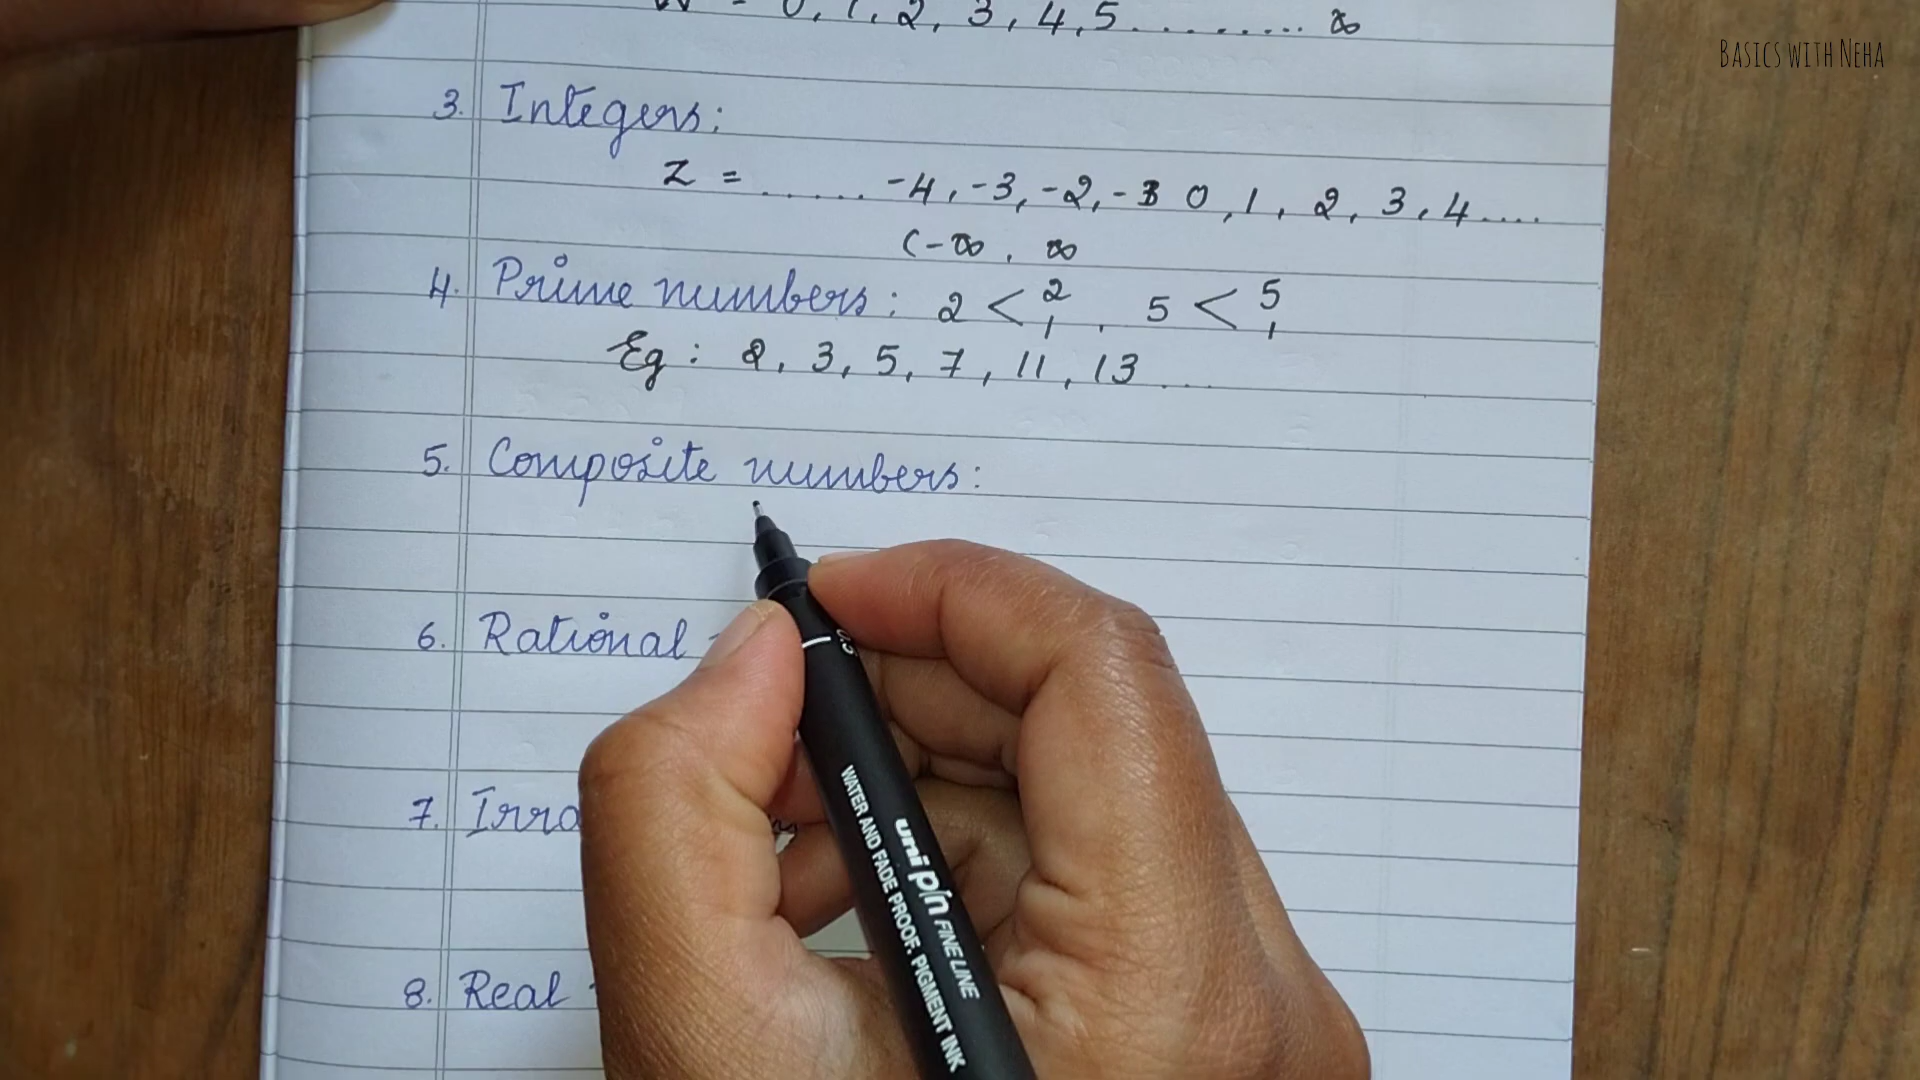 W = 0, 1, 2, 3, 4, 5......... ∞
BASICS WITH NEHA
3. Integers:
Z = ...... -4, -3, -2, -1 0, 1, 2, 3, 4....
(-∞, ∞
4. Prime numbers: 2 < 2 1, 5 < 5 1
Eg: 2, 3, 5, 7, 11, 13...
5. Composite numbers:
6. Rational
7. Irra
8. Real
0.5
uni pin FINE LINE
WATER AND FADE PROOF, PIGMENT INK